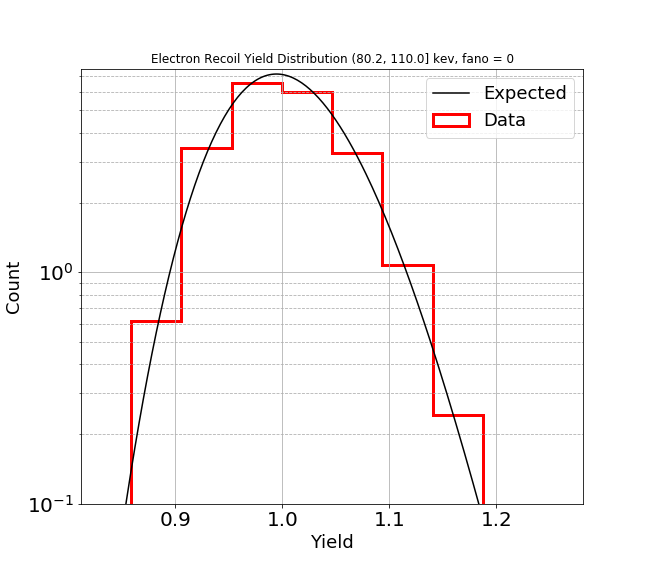 Electron Recoil Yield Distribution (80.2, 110.0] kev, fano = 0
Expected
Data
10⁰
10⁻¹
Count
0.9 1.0 1.1 1.2
Yield